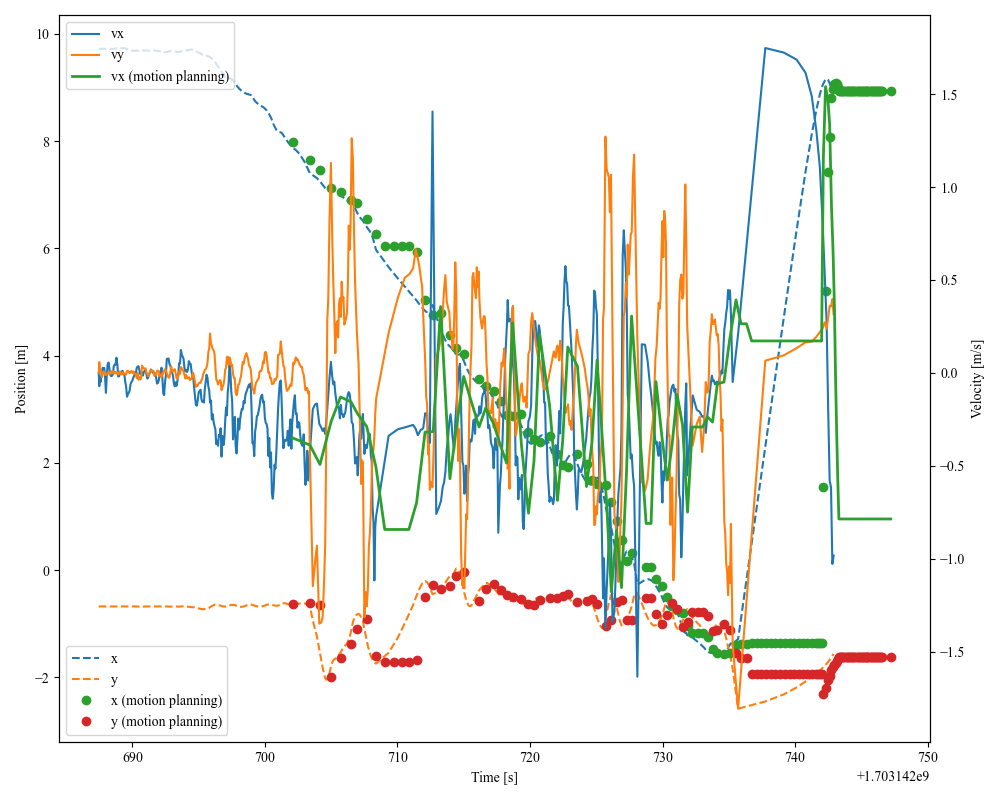 vx
vy
vx (motion planning)
10
8
6
4
2
0
−2
Position [m]
1.5
1.0
0.5
0.0
−0.5
−1.0
−1.5
Velocity [m/s]
x
y
x (motion planning)
y (motion planning)
690
700
710
720
730
740
750
Time [s]
+1.703142e9